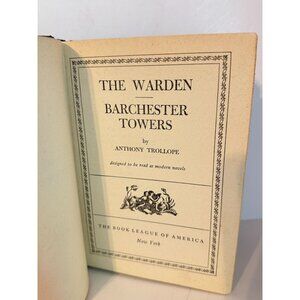 THE WARDEN
BARCHESTER
TOWERS
by
ANTHONY TROLLOPE
designed to be read as modern novels
THE BOOK LEAGUE OF AMERICA
New York